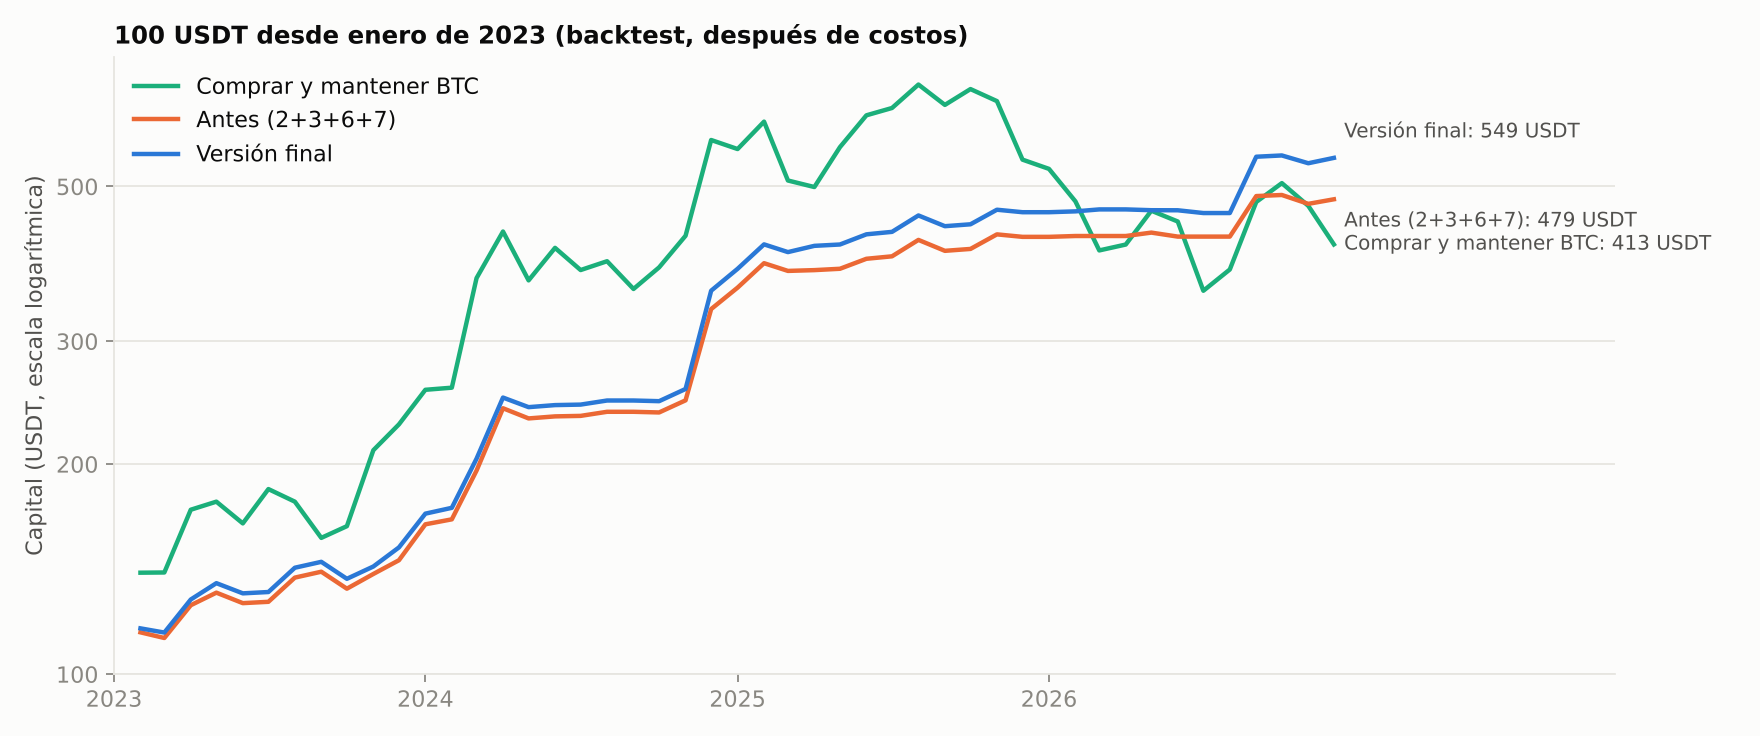 100 USDT desde enero de 2023 (backtest, después de costos)
Comprar y mantener BTC
Antes (2+3+6+7)
Versión final
Capital (USDT, escala logarítmica)
500
300
200
100
Versión final: 549 USDT
Antes (2+3+6+7): 479 USDT
Comprar y mantener BTC: 413 USDT
2023
2024
2025
2026